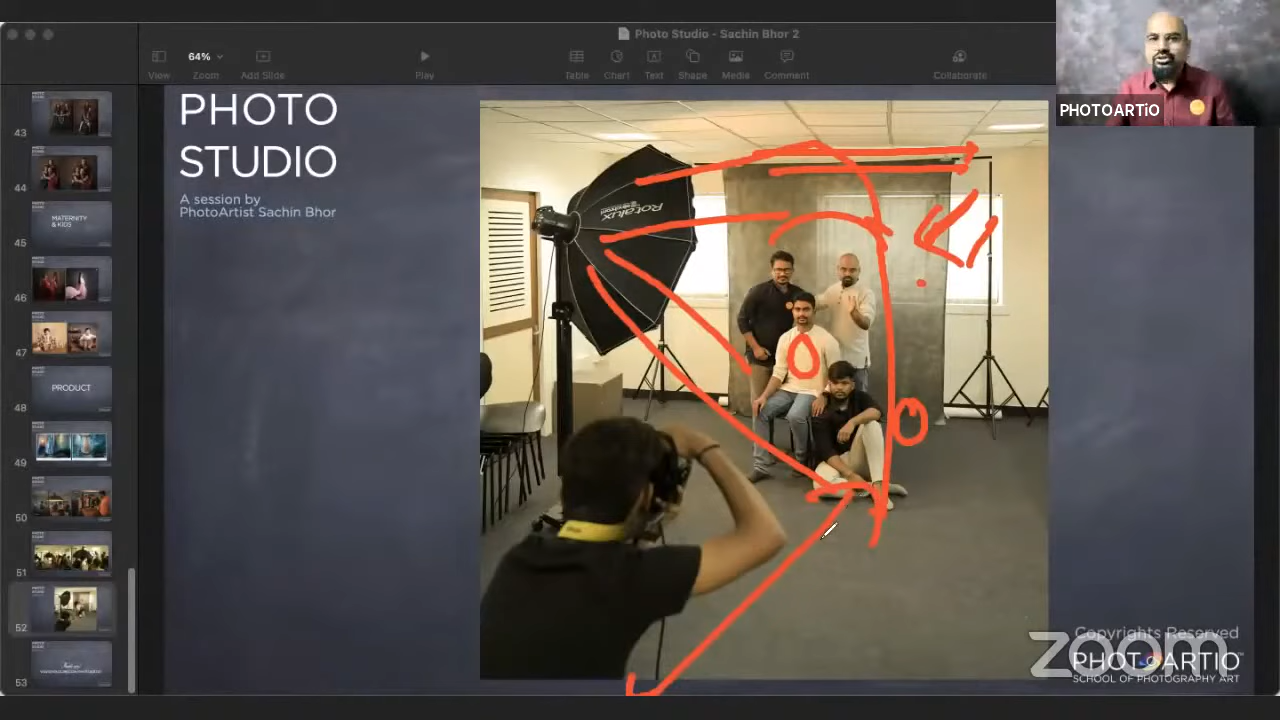 Photo Studio - Sachin Bhor 2
64%
View
Zoom
Add Slide
Play
Table
Chart
Text
Shape
Media
Comment
Collaborate
PHOTOARTiO
PHOTO
STUDIO
A session by
PhotoArtist Sachin Bhor
Rotalux
43
44
MATERNITY
& KIDS
45
46
47
PRODUCT
48
49
50
51
52
53
Copyrights Reserved
zoom
PHOTOARTIO
SCHOOL OF PHOTOGRAPHY ART